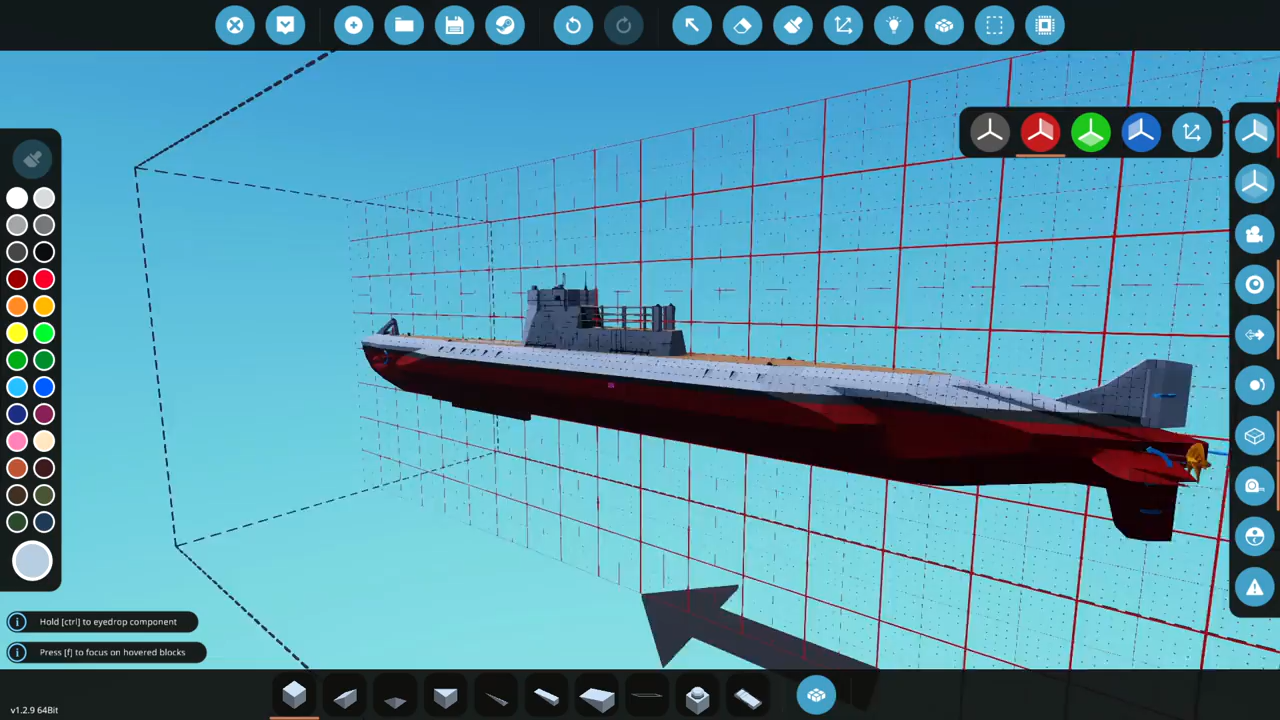 Hold [ctrl] to eyedrop component
Press [f] to focus on hovered blocks
v1.2.9 64Bit